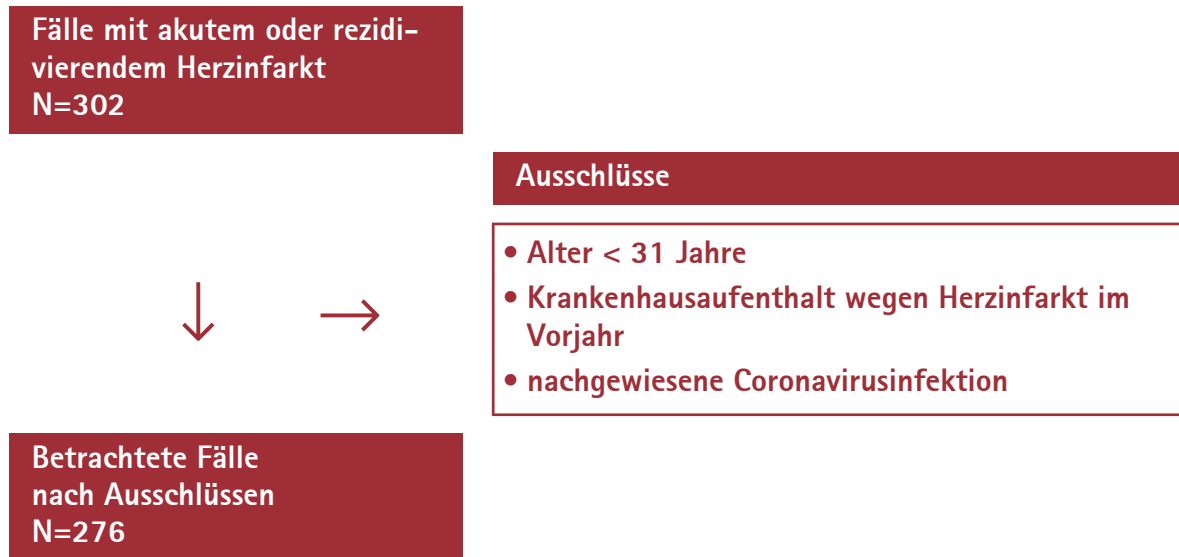 Fälle mit akutem oder rezidi-
vierendem Herzinfarkt
N=302
Ausschlüsse
• Alter < 31 Jahre
• Krankenhausaufenthalt wegen Herzinfarkt im
Vorjahr
• nachgewiesene Coronavirusinfektion
Betrachtete Fälle
nach Ausschlüssen
N=276